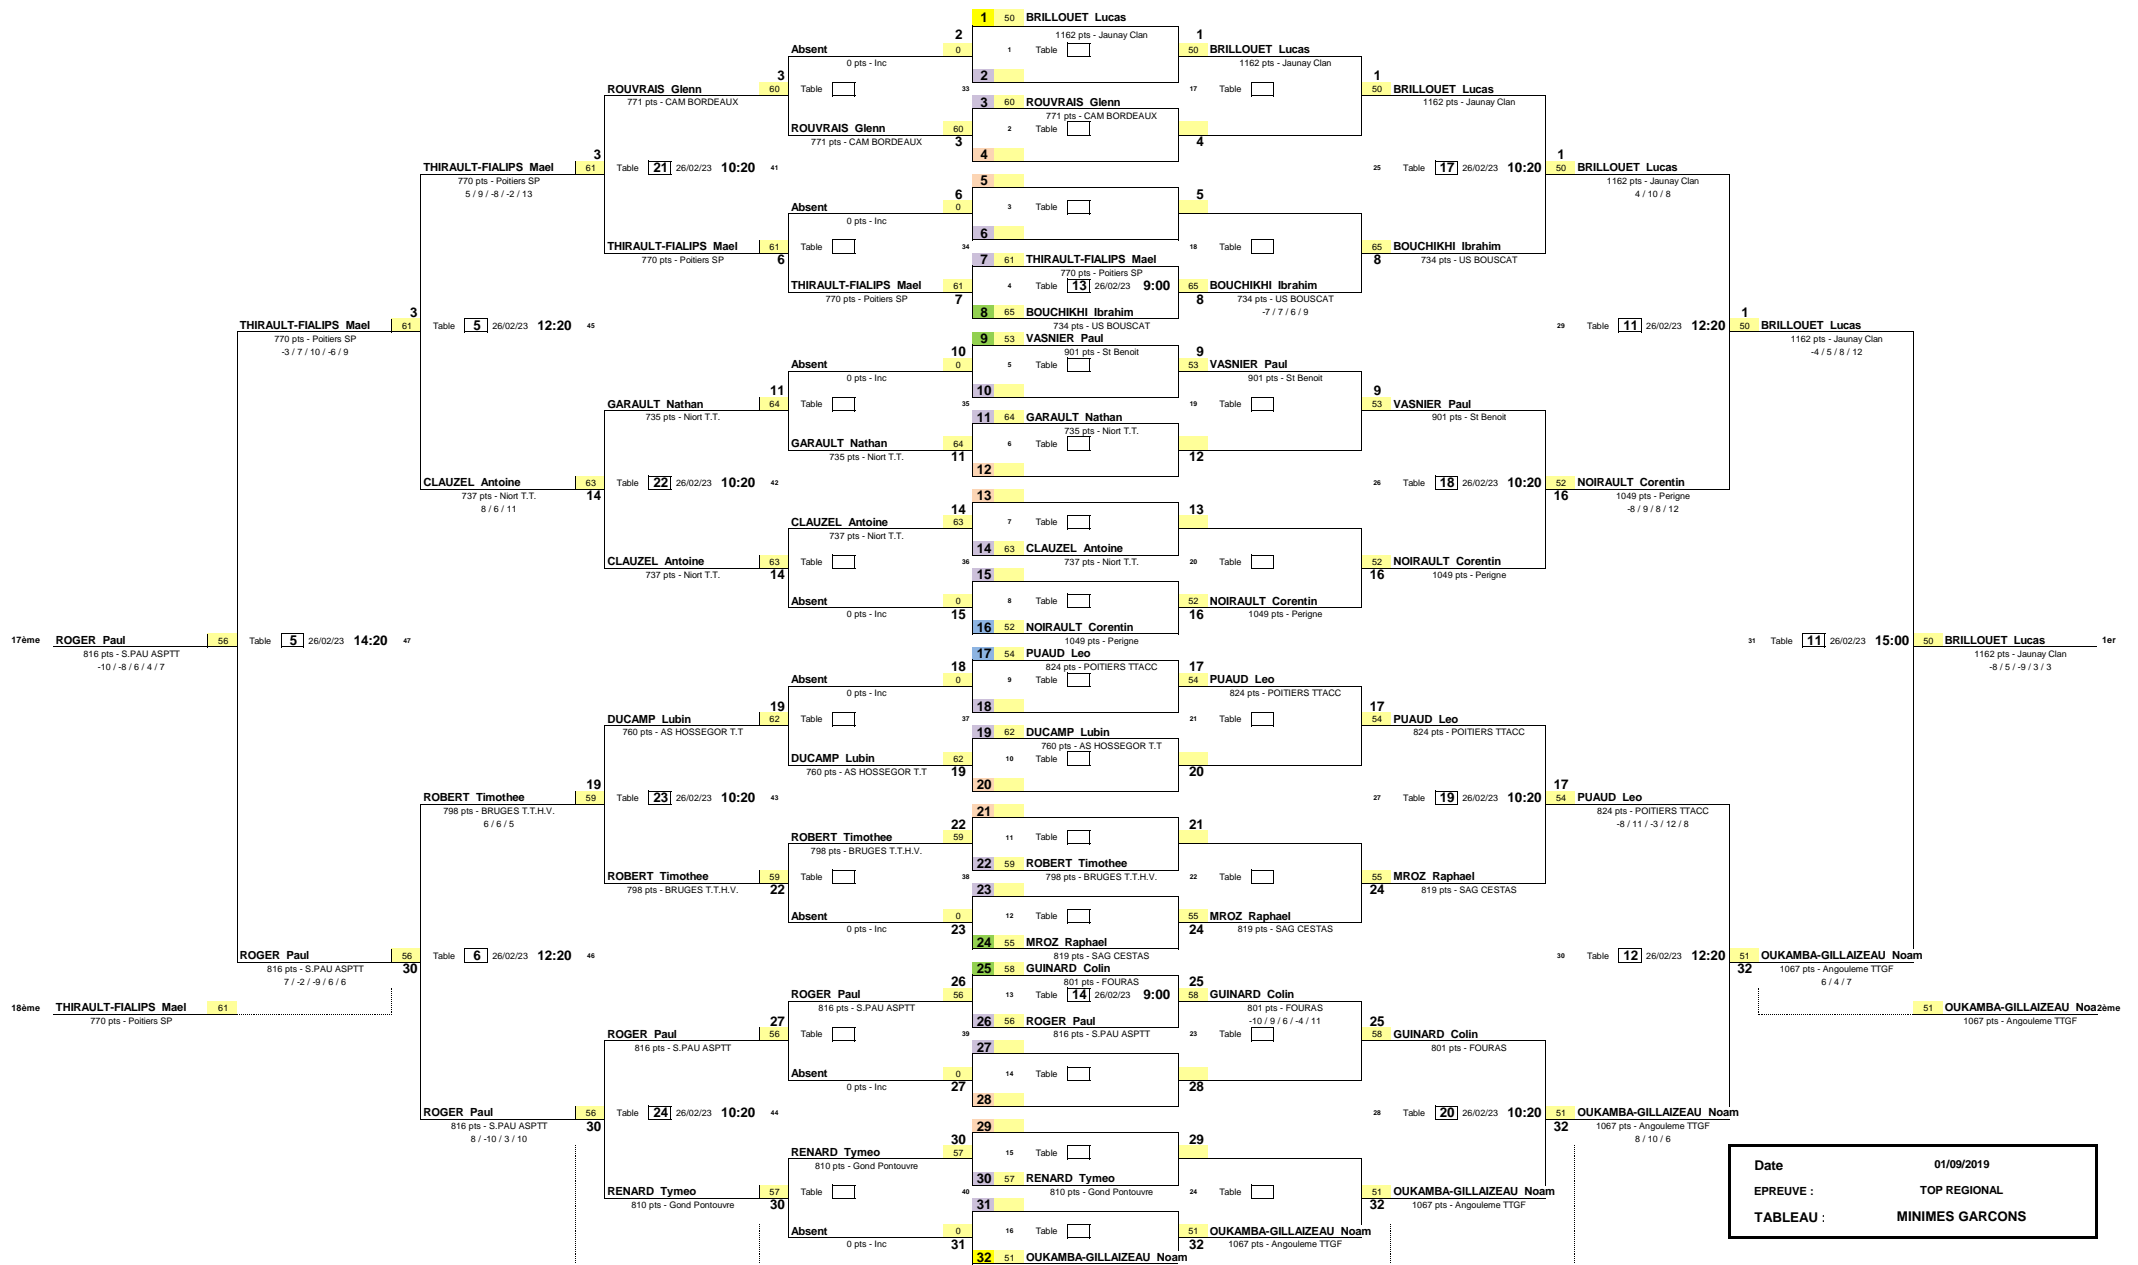 1 50 BRILLOUET Lucas
2 1162 pts - Jaunay Clan 1
Absent 0 1 Table 50 BRILLOUET Lucas
0 pts - Inc 1162 pts - Jaunay Clan
3 2 1
ROUVRAIS Glenn 60 Table 33 17 Table 50 BRILLOUET Lucas
771 pts - CAM BORDEAUX 3 60 ROUVRAIS Glenn 1162 pts - Jaunay Clan
771 pts - CAM BORDEAUX
ROUVRAIS Glenn 60 2 Table
771 pts - CAM BORDEAUX 3 4
3 4 1
THIRAULT-FIALIPS Mael 61 Table 21 26/02/23 10:20 41 25 Table 17 26/02/23 10:20 50 BRILLOUET Lucas
770 pts - Poitiers SP 5 1162 pts - Jaunay Clan
5 / 9 / -8 / -2 / 13 6 5 4 / 10 / 8
Absent 0 3 Table
0 pts - Inc
6
THIRAULT-FIALIPS Mael 61 Table 34 18 Table 65 BOUCHIKHI Ibrahim
770 pts - Poitiers SP 6 7 61 THIRAULT-FIALIPS Mael 8 734 pts - US BOUSCAT
770 pts - Poitiers SP
THIRAULT-FIALIPS Mael 61 4 Table 13 26/02/23 9:00 65 BOUCHIKHI Ibrahim
770 pts - Poitiers SP 7 8 734 pts - US BOUSCAT
3 8 65 BOUCHIKHI Ibrahim -7 / 7 / 6 / 9 1
THIRAULT-FIALIPS Mael 61 Table 5 26/02/23 12:20 45 734 pts - US BOUSCAT 29 Table 11 26/02/23 12:20 50 BRILLOUET Lucas
770 pts - Poitiers SP 9 53 VASNIER Paul 1162 pts - Jaunay Clan
-3 / 7 / 10 / -6 / 9 10 901 pts - St Benoit 9 -4 / 5 / 8 / 12
Absent 0 5 Table 53 VASNIER Paul
0 pts - Inc 901 pts - St Benoit
11 10 9
GARAULT Nathan 64 Table 35 19 Table 53 VASNIER Paul
735 pts - Niort T.T. 11 64 GARAULT Nathan 901 pts - St Benoit
735 pts - Niort T.T.
GARAULT Nathan 64 6 Table
735 pts - Niort T.T. 11 12
12
CLAUZEL Antoine 63 Table 22 26/02/23 10:20 42 26 Table 18 26/02/23 10:20 52 NOIRAULT Corentin
737 pts - Niort T.T. 14 13 16 1049 pts - Perigne
8 / 6 / 11 14 13 -8 / 9 / 8 / 12
CLAUZEL Antoine 63 7 Table
737 pts - Niort T.T.
14 63 CLAUZEL Antoine
CLAUZEL Antoine 63 Table 36 737 pts - Niort T.T. 20 Table 52 NOIRAULT Corentin
737 pts - Niort T.T. 14 15 16 1049 pts - Perigne
Absent 0 8 Table 52 NOIRAULT Corentin
0 pts - Inc 15 16 1049 pts - Perigne
16 52 NOIRAULT Corentin
17ème ROGER Paul 56 Table 5 26/02/23 14:20 47 1049 pts - Perigne 31 Table 11 26/02/23 15:00 50 BRILLOUET Lucas 1er
816 pts - S.PAU ASPTT 17 54 PUAUD Leo 1162 pts - Jaunay Clan
-10 / -8 / 6 / 4 / 7 18 824 pts - POITIERS TTACC 17 -8 / 5 / -9 / 3 / 3
Absent 0 9 Table 54 PUAUD Leo
0 pts - Inc 824 pts - POITIERS TTACC
19 18 17
DUCAMP Lubin 62 Table 37 21 Table 54 PUAUD Leo
760 pts - AS HOSSEGOR T.T 19 62 DUCAMP Lubin 824 pts - POITIERS TTACC
760 pts - AS HOSSEGOR T.T
DUCAMP Lubin 62 10 Table
760 pts - AS HOSSEGOR T.T 19 20
19 20 17
ROBERT Timothee 59 Table 23 26/02/23 10:20 43 27 Table 19 26/02/23 10:20 54 PUAUD Leo
798 pts - BRUGES T.T.H.V. 21 824 pts - POITIERS TTACC
6 / 6 / 5 22 21 -8 / 11 / -3 / 12 / 8
ROBERT Timothee 59 11 Table
798 pts - BRUGES T.T.H.V.
22 59 ROBERT Timothee
ROBERT Timothee 59 Table 38 798 pts - BRUGES T.T.H.V. 22 Table 55 MROZ Raphael
798 pts - BRUGES T.T.H.V. 22 23 24 819 pts - SAG CESTAS
Absent 0 12 Table 55 MROZ Raphael
0 pts - Inc 23 24 819 pts - SAG CESTAS
24 55 MROZ Raphael
ROGER Paul 56 Table 6 26/02/23 12:20 46 819 pts - SAG CESTAS 30 Table 12 26/02/23 12:20 51 OUKAMBA-GILLAIZEAU Noam
816 pts - S.PAU ASPTT 30 25 58 GUINARD Colin 32 1067 pts - Angouleme TTGF
7 / -2 / -9 / 6 / 6 26 801 pts - FOURAS 25 6 / 4 / 7
ROGER Paul 56 13 Table 14 26/02/23 9:00 58 GUINARD Colin
18ème THIRAULT-FIALIPS Mael 61 816 pts - S.PAU ASPTT 801 pts - FOURAS 51 OUKAMBA-GILLAIZEAU Noa 2ème
770 pts - Poitiers SP 27 26 56 ROGER Paul -10 / 9 / 6 / -4 / 11 25 1067 pts - Angouleme TTGF
ROGER Paul 56 Table 39 816 pts - S.PAU ASPTT 23 Table 58 GUINARD Colin
816 pts - S.PAU ASPTT 27 801 pts - FOURAS
Absent 0 14 Table
0 pts - Inc 27 28
28
ROGER Paul 56 Table 24 26/02/23 10:20 44 28 Table 20 26/02/23 10:20 51 OUKAMBA-GILLAIZEAU Noam
816 pts - S.PAU ASPTT 30 29 32 1067 pts - Angouleme TTGF
8 / -10 / 3 / 10 30 29 8 / 10 / 6
RENARD Tymeo 57 15 Table
810 pts - Gond Pontouvre
30 57 RENARD Tymeo
RENARD Tymeo 57 Table 40 810 pts - Gond Pontouvre 24 Table 51 OUKAMBA-GILLAIZEAU Noam
810 pts - Gond Pontouvre 30 31 32 1067 pts - Angouleme TTGF
Absent 0 16 Table 51 OUKAMBA-GILLAIZEAU Noam
0 pts - Inc 31 32 1067 pts - Angouleme TTGF
32 51 OUKAMBA-GILLAIZEAU Noam
Date 01/09/2019
EPREUVE : TOP REGIONAL
TABLEAU : MINIMES GARCONS